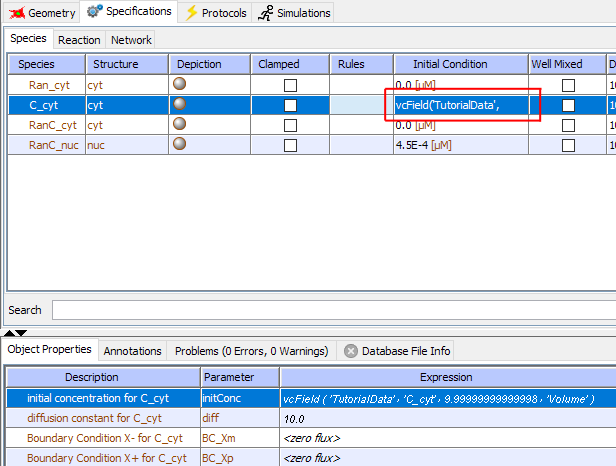 Geometry Specifications Protocols Simulations
Species Reaction Network
Species Structure Depiction Clamped Rules Initial Condition Well Mixed D
Ran_cyt cyt 0.0 [µM] 10
C_cyt cyt vcField('TutorialData', 10
RanC_cyt cyt 0.0 [µM] 10
RanC_nuc nuc 4.5E-4 [µM] 10
Search
Object Properties Annotations Problems (0 Errors, 0 Warnings) Database File Info
Description Parameter Expression
initial concentration for C_cyt initConc vcField ( 'TutorialData' , 'C_cyt', 9.99999999999998 , 'Volume' )
diffusion constant for C_cyt diff 10.0
Boundary Condition X- for C_cyt BC_Xm <zero flux>
Boundary Condition X+ for C_cyt BC_Xp <zero flux>